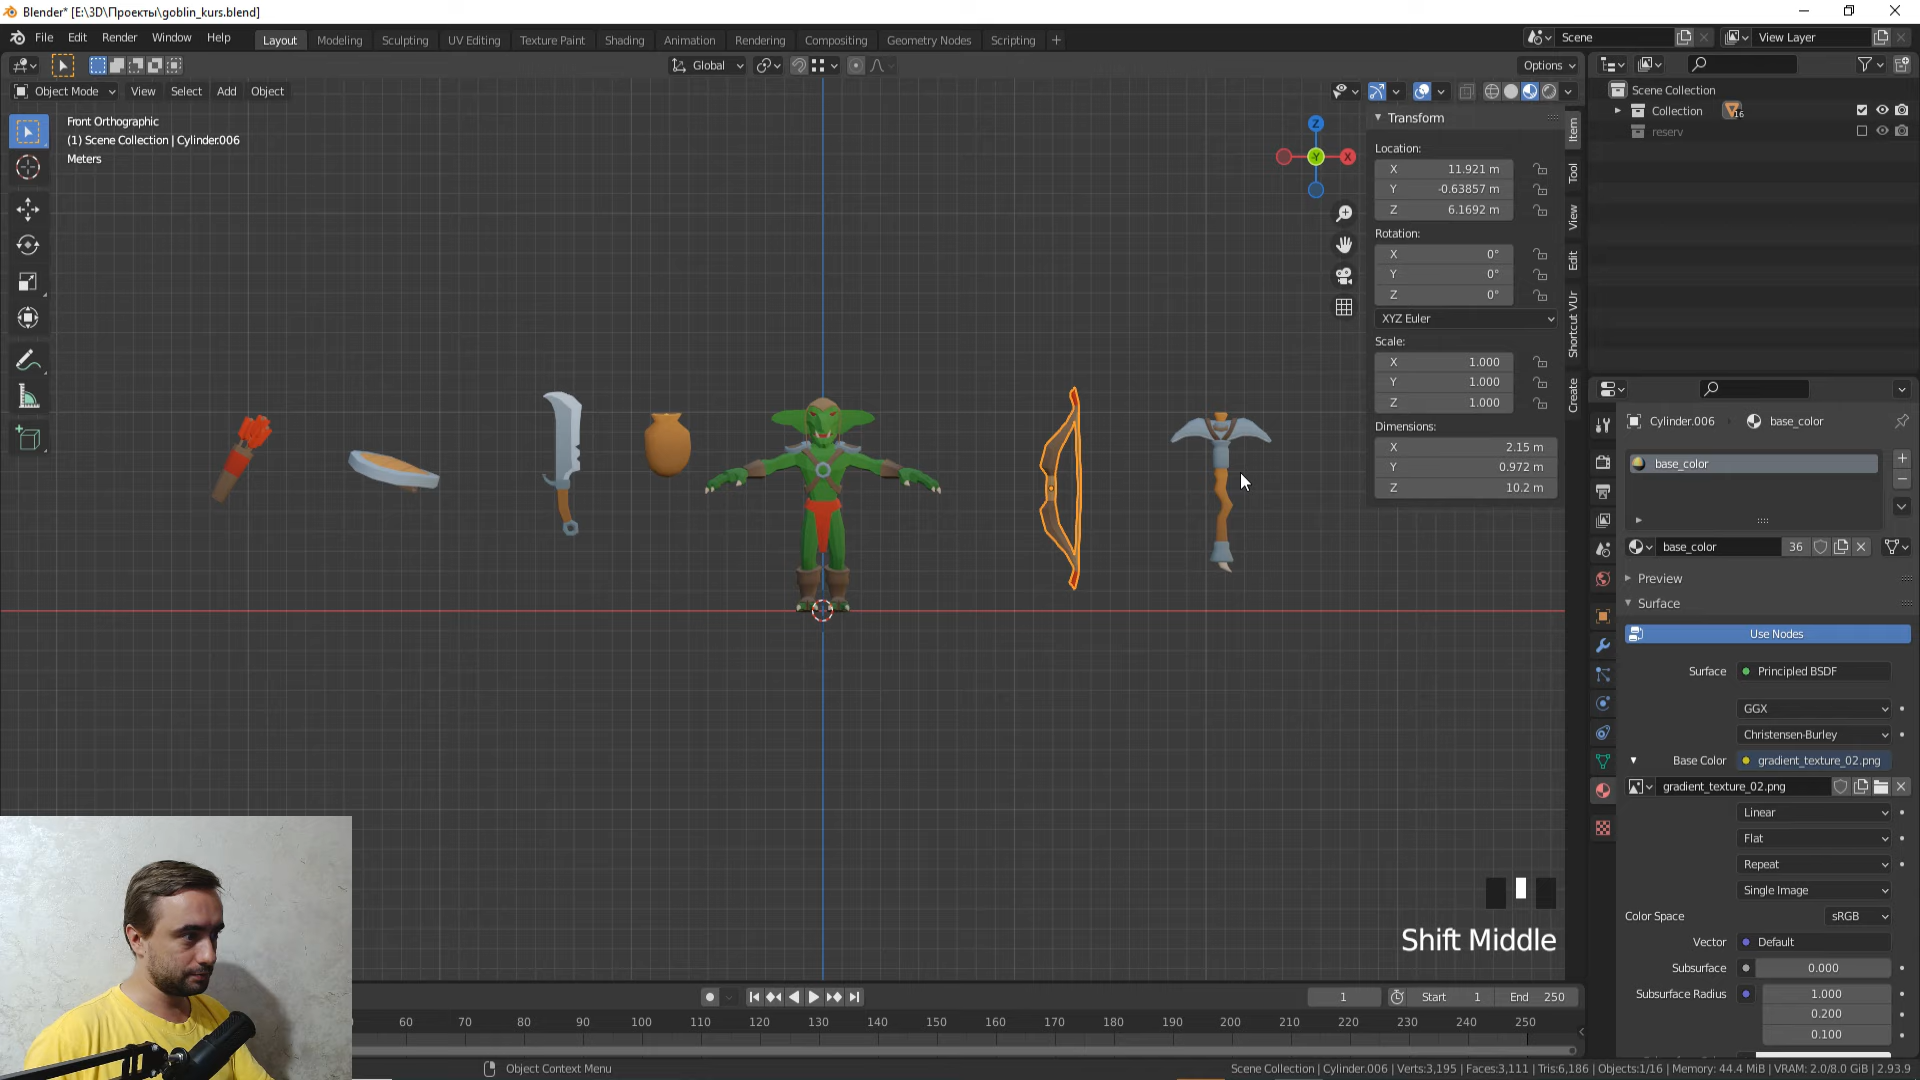 Blender* [E:\3D\Проекты\goblin_kurs.blend]
File Edit Render Window Help
Layout Modeling Sculpting UV Editing Texture Paint Shading Animation Rendering Compositing Geometry Nodes Scripting +
Scene
View Layer
Global
Options
Object Mode View Select Add Object
Front Orthographic
(1) Scene Collection | Cylinder.006
Meters
Z
Y
X
Transform
Location:
X 11.921 m
Y -0.63857 m
Z 6.1692 m
Rotation:
X 0°
Y 0°
Z 0°
XYZ Euler
Scale:
X 1.000
Y 1.000
Z 1.000
Dimensions:
X 2.15 m
Y 0.972 m
Z 10.2 m
Item
Tool
View
Edit
Shortcut VUr
Create
Scene Collection
Collection 16
reserv
Cylinder.006 base_color
base_color
base_color 36
Preview
Surface
Use Nodes
Surface Principled BSDF
GGX
Christensen-Burley
Base Color gradient_texture_02.png
gradient_texture_02.png
Linear
Flat
Repeat
Single Image
Color Space sRGB
Vector Default
Subsurface 0.000
Subsurface Radius 1.000
0.200
0.100
Shift Middle
1 Start 1 End 250
60 70 80 90 100 110 120 130 140 150 160 170 180 190 200 210 220 230 240 250
Object Context Menu
Scene Collection | Cylinder.006 | Verts:3,195 | Faces:3,111 | Tris:6,186 | Objects:1/16 | Memory: 44.4 MiB | VRAM: 2.0/8.0 GiB | 2.93.9